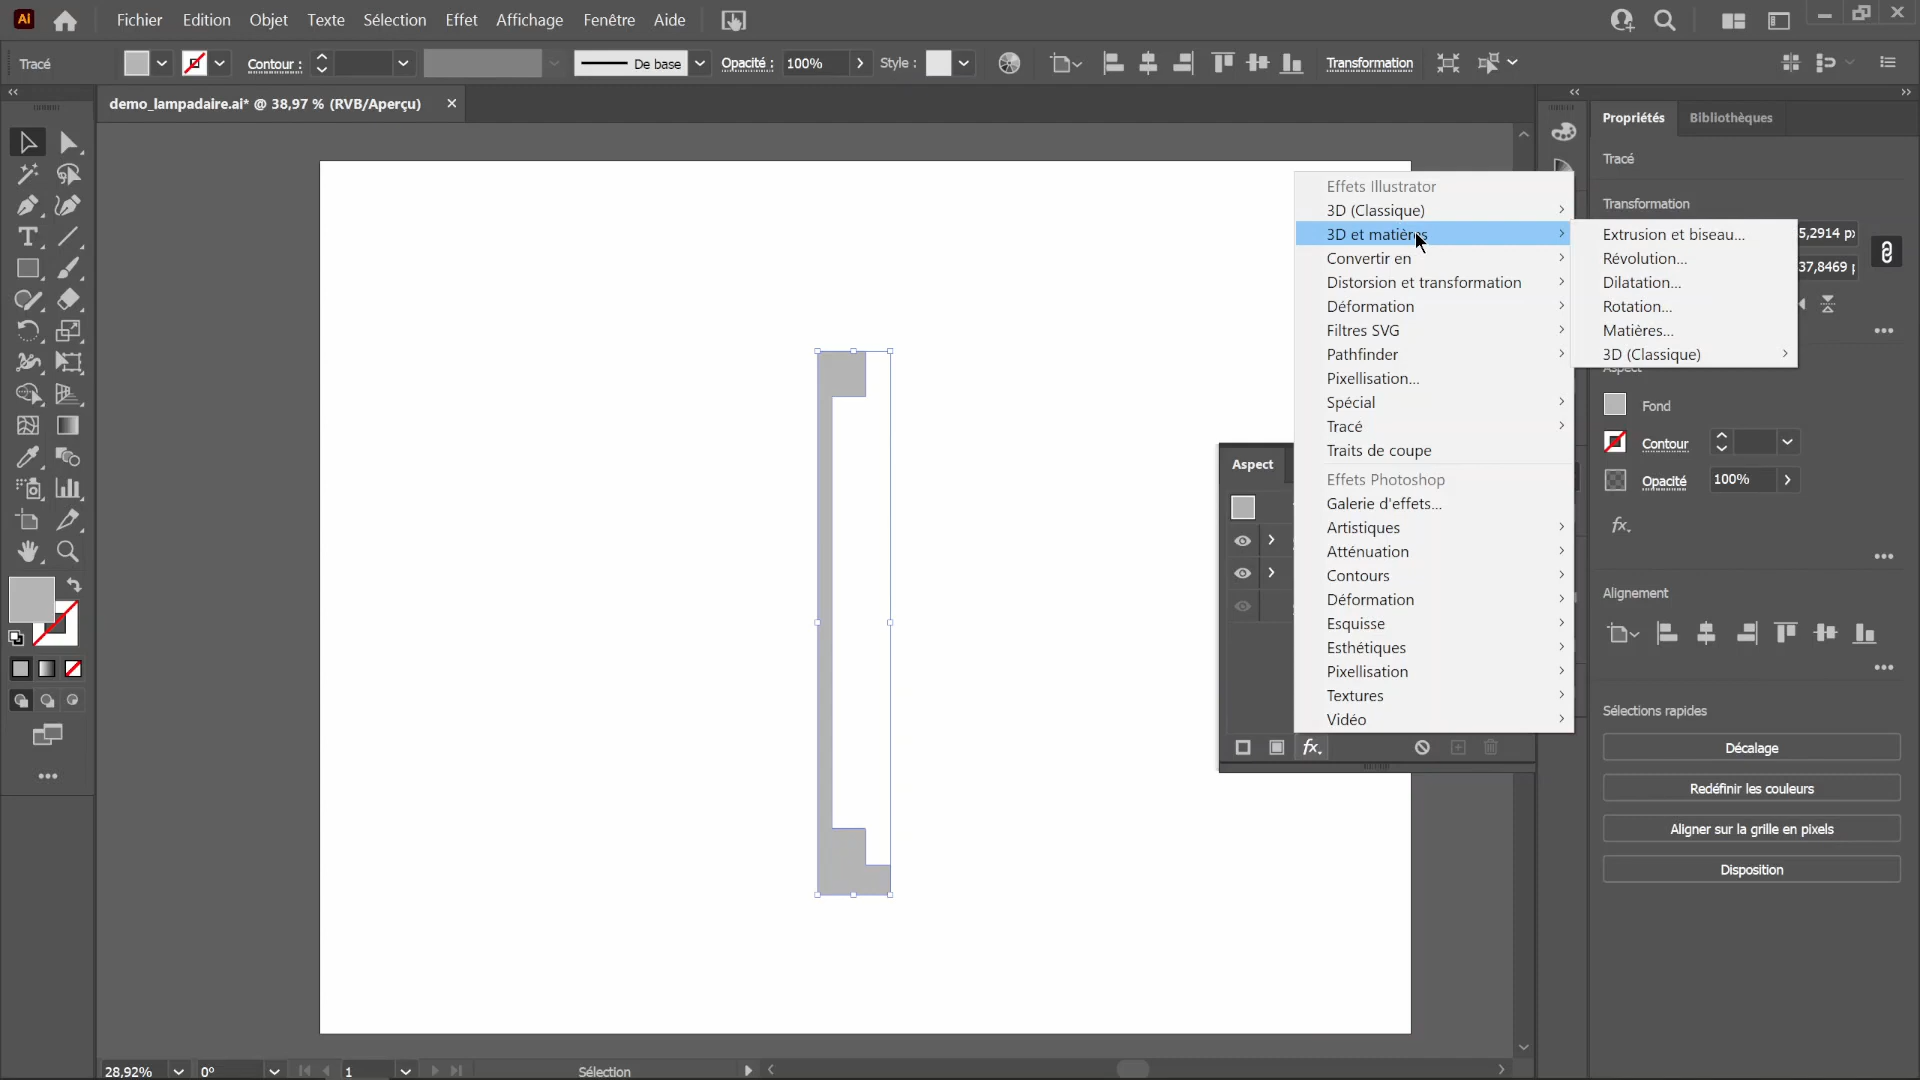 Ai
Fichier Edition Objet Texte Sélection Effet Affichage Fenêtre Aide
Tracé Contour : De base Opacité : 100% Style : Transformation
demo_lampadaire.ai* @ 38,97 % (RVB/Aperçu)
Propriétés Bibliothèques
Tracé
Transformation
Effets Illustrator
3D (Classique)
3D et matières
Convertir en
Distorsion et transformation
Déformation
Filtres SVG
Pathfinder
Pixellisation...
Spécial
Tracé
Traits de coupe
Effets Photoshop
Galerie d'effets...
Artistiques
Atténuation
Contours
Déformation
Esquisse
Esthétiques
Pixellisation
Textures
Vidéo
Extrusion et biseau...
Révolution...
Dilatation...
Rotation...
Matières...
3D (Classique)
5,2914 p
37,8469
Aspect
Aspect
Fond
Contour
Opacité 100%
fx.
Alignement
Sélections rapides
Décalage
Redéfinir les couleurs
Aligner sur la grille en pixels
Disposition
fx.
28,92% 0° 1 Sélection